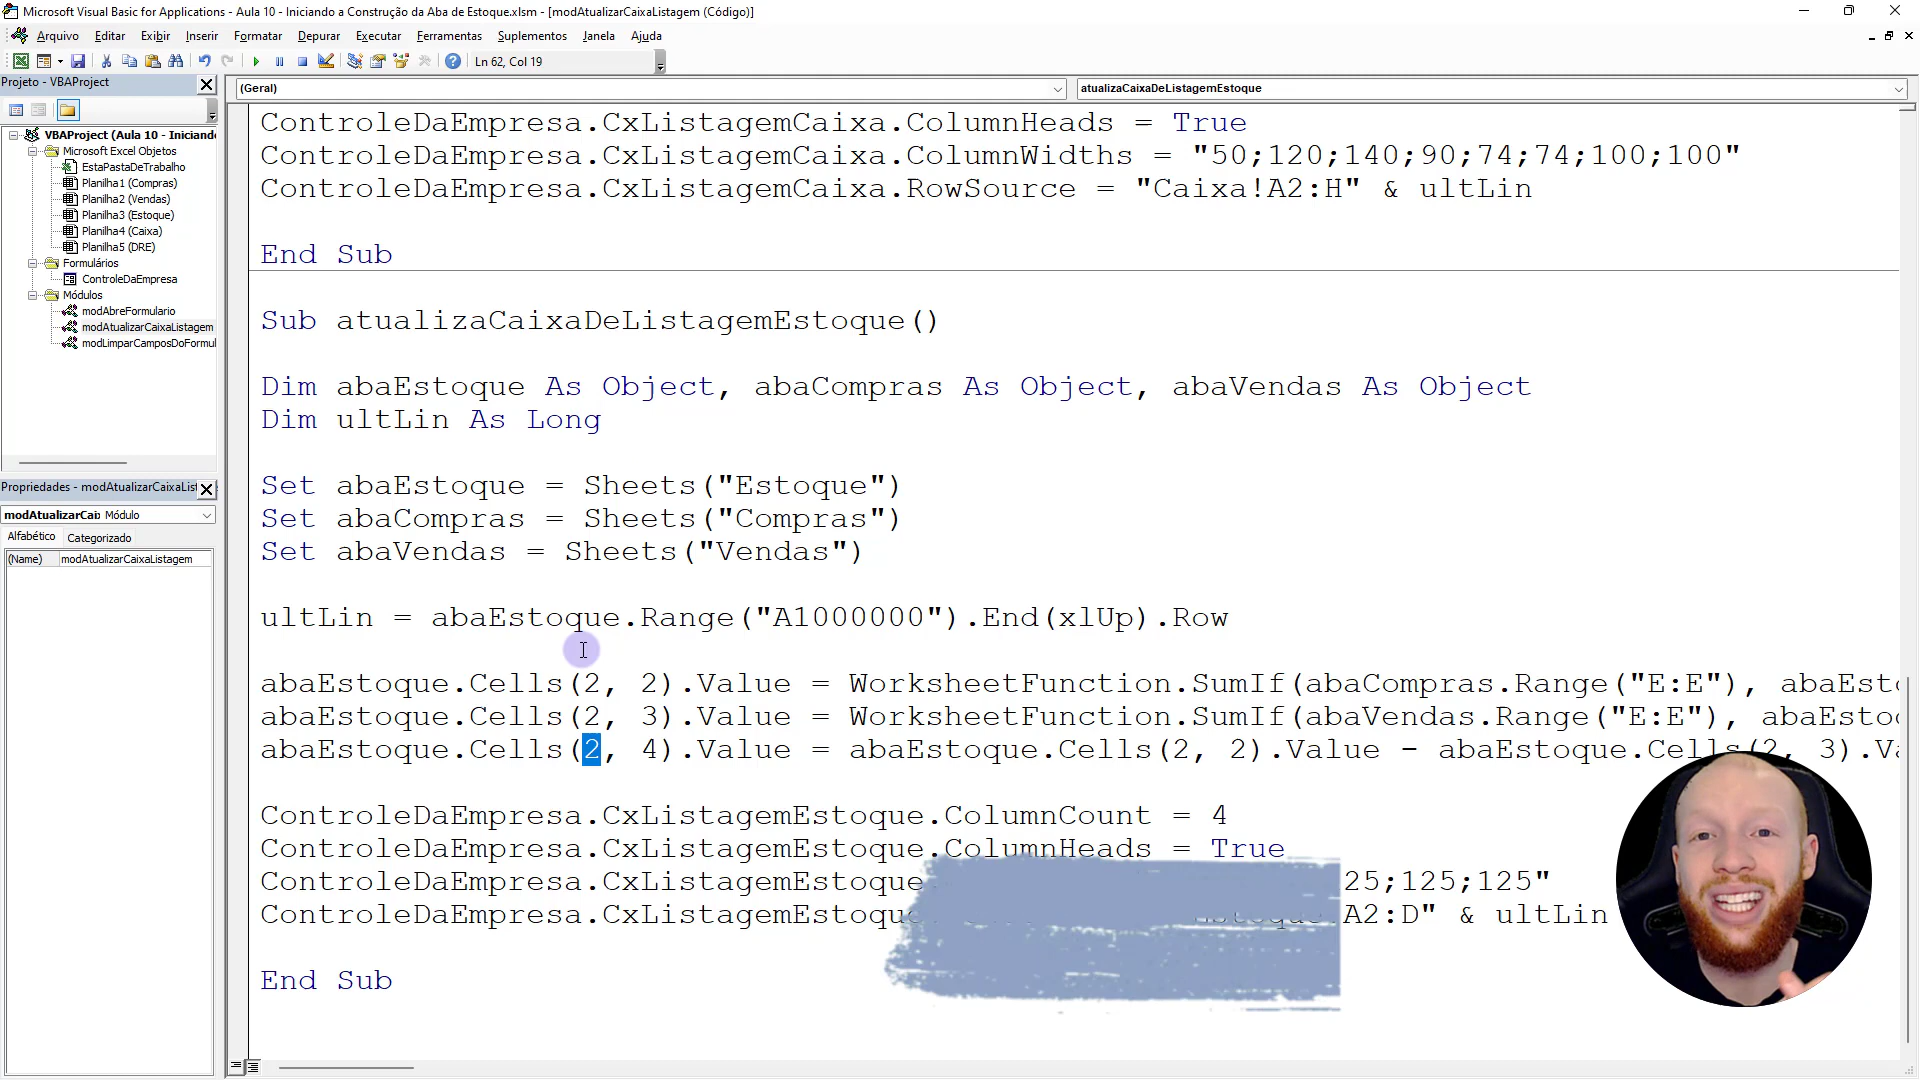 Microsoft Visual Basic for Applications - Aula 10 - Iniciando a Construção da Aba de Estoque.xlsm - [modAtualizarCaixaListagem (Código)]
Arquivo Editar Exibir Inserir Formatar Depurar Executar Ferramentas Suplementos Janela Ajuda
Ln 62, Col 19
Projeto - VBAProject
VBAProject (Aula 10 - Iniciand
Microsoft Excel Objetos
EstaPastaDeTrabalho
Planilha1 (Compras)
Planilha2 (Vendas)
Planilha3 (Estoque)
Planilha4 (Caixa)
Planilha5 (DRE)
Formulários
ControleDaEmpresa
Módulos
modAbreFormulario
modAtualizarCaixaListagem
modLimparCamposDoFormul
Propriedades - modAtualizarCaixaList
modAtualizarCai Módulo
Alfabético Categorizado
(Name) modAtualizarCaixaListagem
(Geral) atualizaCaixaDeListagemEstoque
ControleDaEmpresa.CxListagemCaixa.ColumnHeads = True
ControleDaEmpresa.CxListagemCaixa.ColumnWidths = "50;120;140;90;74;74;100;100"
ControleDaEmpresa.CxListagemCaixa.RowSource = "Caixa!A2:H" & ultLin
End Sub
Sub atualizaCaixaDeListagemEstoque()
Dim abaEstoque As Object, abaCompras As Object, abaVendas As Object
Dim ultLin As Long
Set abaEstoque = Sheets("Estoque")
Set abaCompras = Sheets("Compras")
Set abaVendas = Sheets("Vendas")
ultLin = abaEstoque.Range("A1000000").End(xlUp).Row
abaEstoque.Cells(2, 2).Value = WorksheetFunction.SumIf(abaCompras.Range("E:E"), abaEsto
abaEstoque.Cells(2, 3).Value = WorksheetFunction.SumIf(abaVendas.Range("E:E"), abaEsto
abaEstoque.Cells(2, 4).Value = abaEstoque.Cells(2, 2).Value - abaEstoque.Cells(2, 3).Va
ControleDaEmpresa.CxListagemEstoque.ColumnCount = 4
ControleDaEmpresa.CxListagemEstoque.ColumnHeads = True
ControleDaEmpresa.CxListagemEstoque 25;125;125"
ControleDaEmpresa.CxListagemEstoque A2:D" & ultLin
End Sub